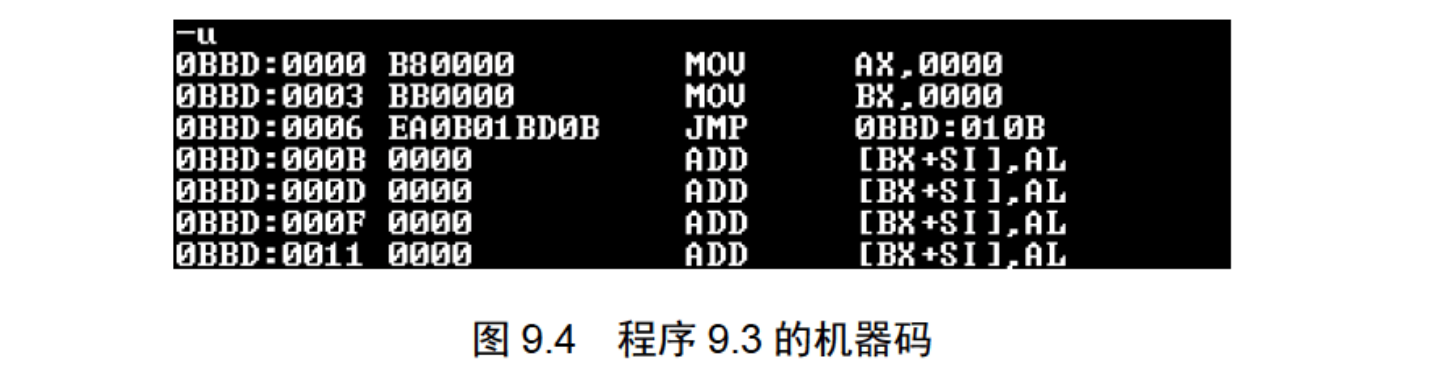 -u
0BBD:0000 B80000 MOV AX,0000
0BBD:0003 BB0000 MOV BX,0000
0BBD:0006 EA0B01BD0B JMP 0BBD:010B
0BBD:000B 0000 ADD [BX+SI],AL
0BBD:000D 0000 ADD [BX+SI],AL
0BBD:000F 0000 ADD [BX+SI],AL
0BBD:0011 0000 ADD [BX+SI],AL
图 9.4 程序 9.3 的机器码